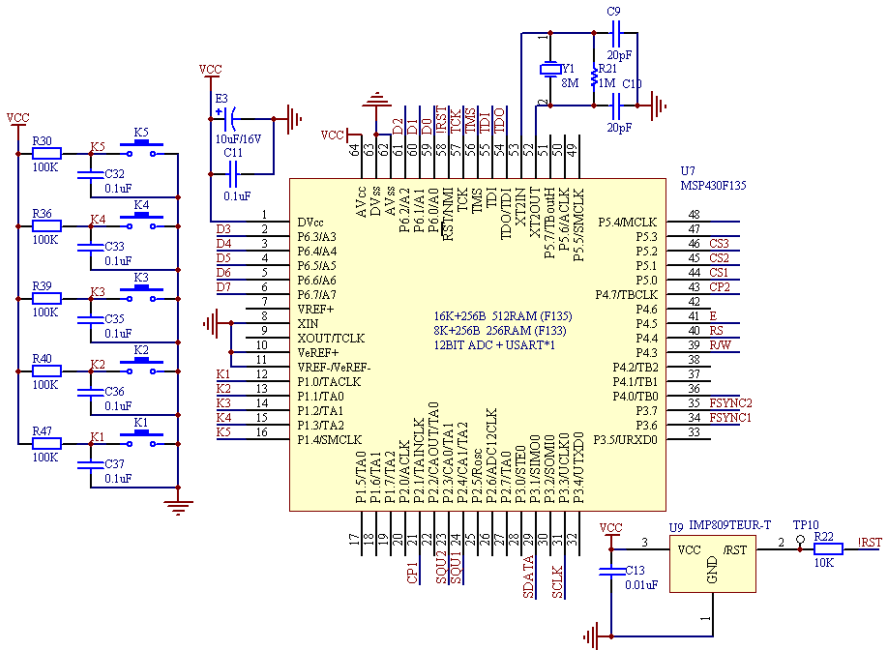 VCC
R30
100K
K5
K5
C32
0.1uF
R36
100K
K4
K4
C33
0.1uF
R39
100K
K3
K3
C35
0.1uF
R40
100K
K2
K2
C36
0.1uF
R47
100K
K1
K1
C37
0.1uF
VCC
E3
+
10uF/16V
C11
0.1uF
VCC
D2
D1
D0
!RST
TCK
TMS
TDI
TDO
64
63
62
61
60
59
58
57
56
55
54
53
52
51
50
49
AVcc
DVss
AVss
P6.2/A2
P6.1/A1
P6.0/A0
RST/NMI
TCK
TMS
TDI
TDO/TDI
XT2IN
XT2OUT
P5.7/TBoutH
P5.6/ACLK
P5.5/SMCLK
1
2
Y1
8M
R21
1M
C9
20pF
C10
20pF
U7
MSP430F135
1 DVcc
D3 2 P6.3/A3
D4 3 P6.4/A4
D5 4 P6.5/A5
D6 5 P6.6/A6
D7 6 P6.7/A7
7 VREF+
8 XIN
9 XOUT/TCLK
10 VeREF+
11 VREF-/VeREF-
K1 12 P1.0/TACLK
K2 13 P1.1/TA0
K3 14 P1.2/TA1
K4 15 P1.3/TA2
K5 16 P1.4/SMCLK
16K+256B 512RAM (F135)
8K+256B 256RAM (F133)
12BIT ADC + USART*1
P5.4/MCLK 48
P5.3 47
P5.2 46 CS3
P5.1 45 CS2
P5.0 44 CS1
P4.7/TBCLK 43 CP2
P4.6 42
P4.5 41 E
P4.4 40 RS
P4.3 39 R/W
P4.2/TB2 38
P4.1/TB1 37
P4.0/TB0 36
P3.7 35 FSYNC2
P3.6 34 FSYNC1
P3.5/URXD0 33
P1.5/TA0
P1.6/TA1
P1.7/TA2
P2.0/ACLK
P2.1/TAINCLK
P2.2/CAOUT/TA0
P2.3/CA0/TA1
P2.4/CA1/TA2
P2.5/Rosc
P2.6/ADC12CLK
P2.7/TA0
P3.0/STE0
P3.1/SIMO0
P3.2/SOMI0
P3.3/UCLK0
P3.4/UTXD0
17
18
19
20
21
22
23
24
25
26
27
28
29
30
31
32
CP1
SQU2
SQU1
SDATA
SCLK
VCC
C13
0.01uF
U9
IMP809TEUR-T
3
VCC
/RST
GND
2
1
TP10
R22
10K
!RST